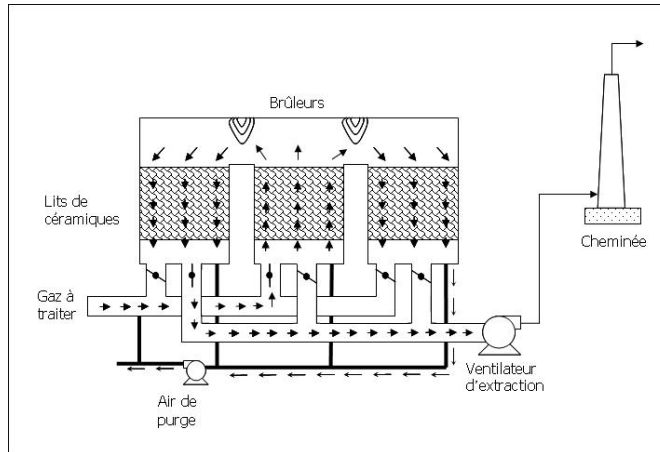 Brûleurs
Lits de
céramiques
Cheminée
Gaz à
traiter
Ventilateur
d'extraction
Air de
purge